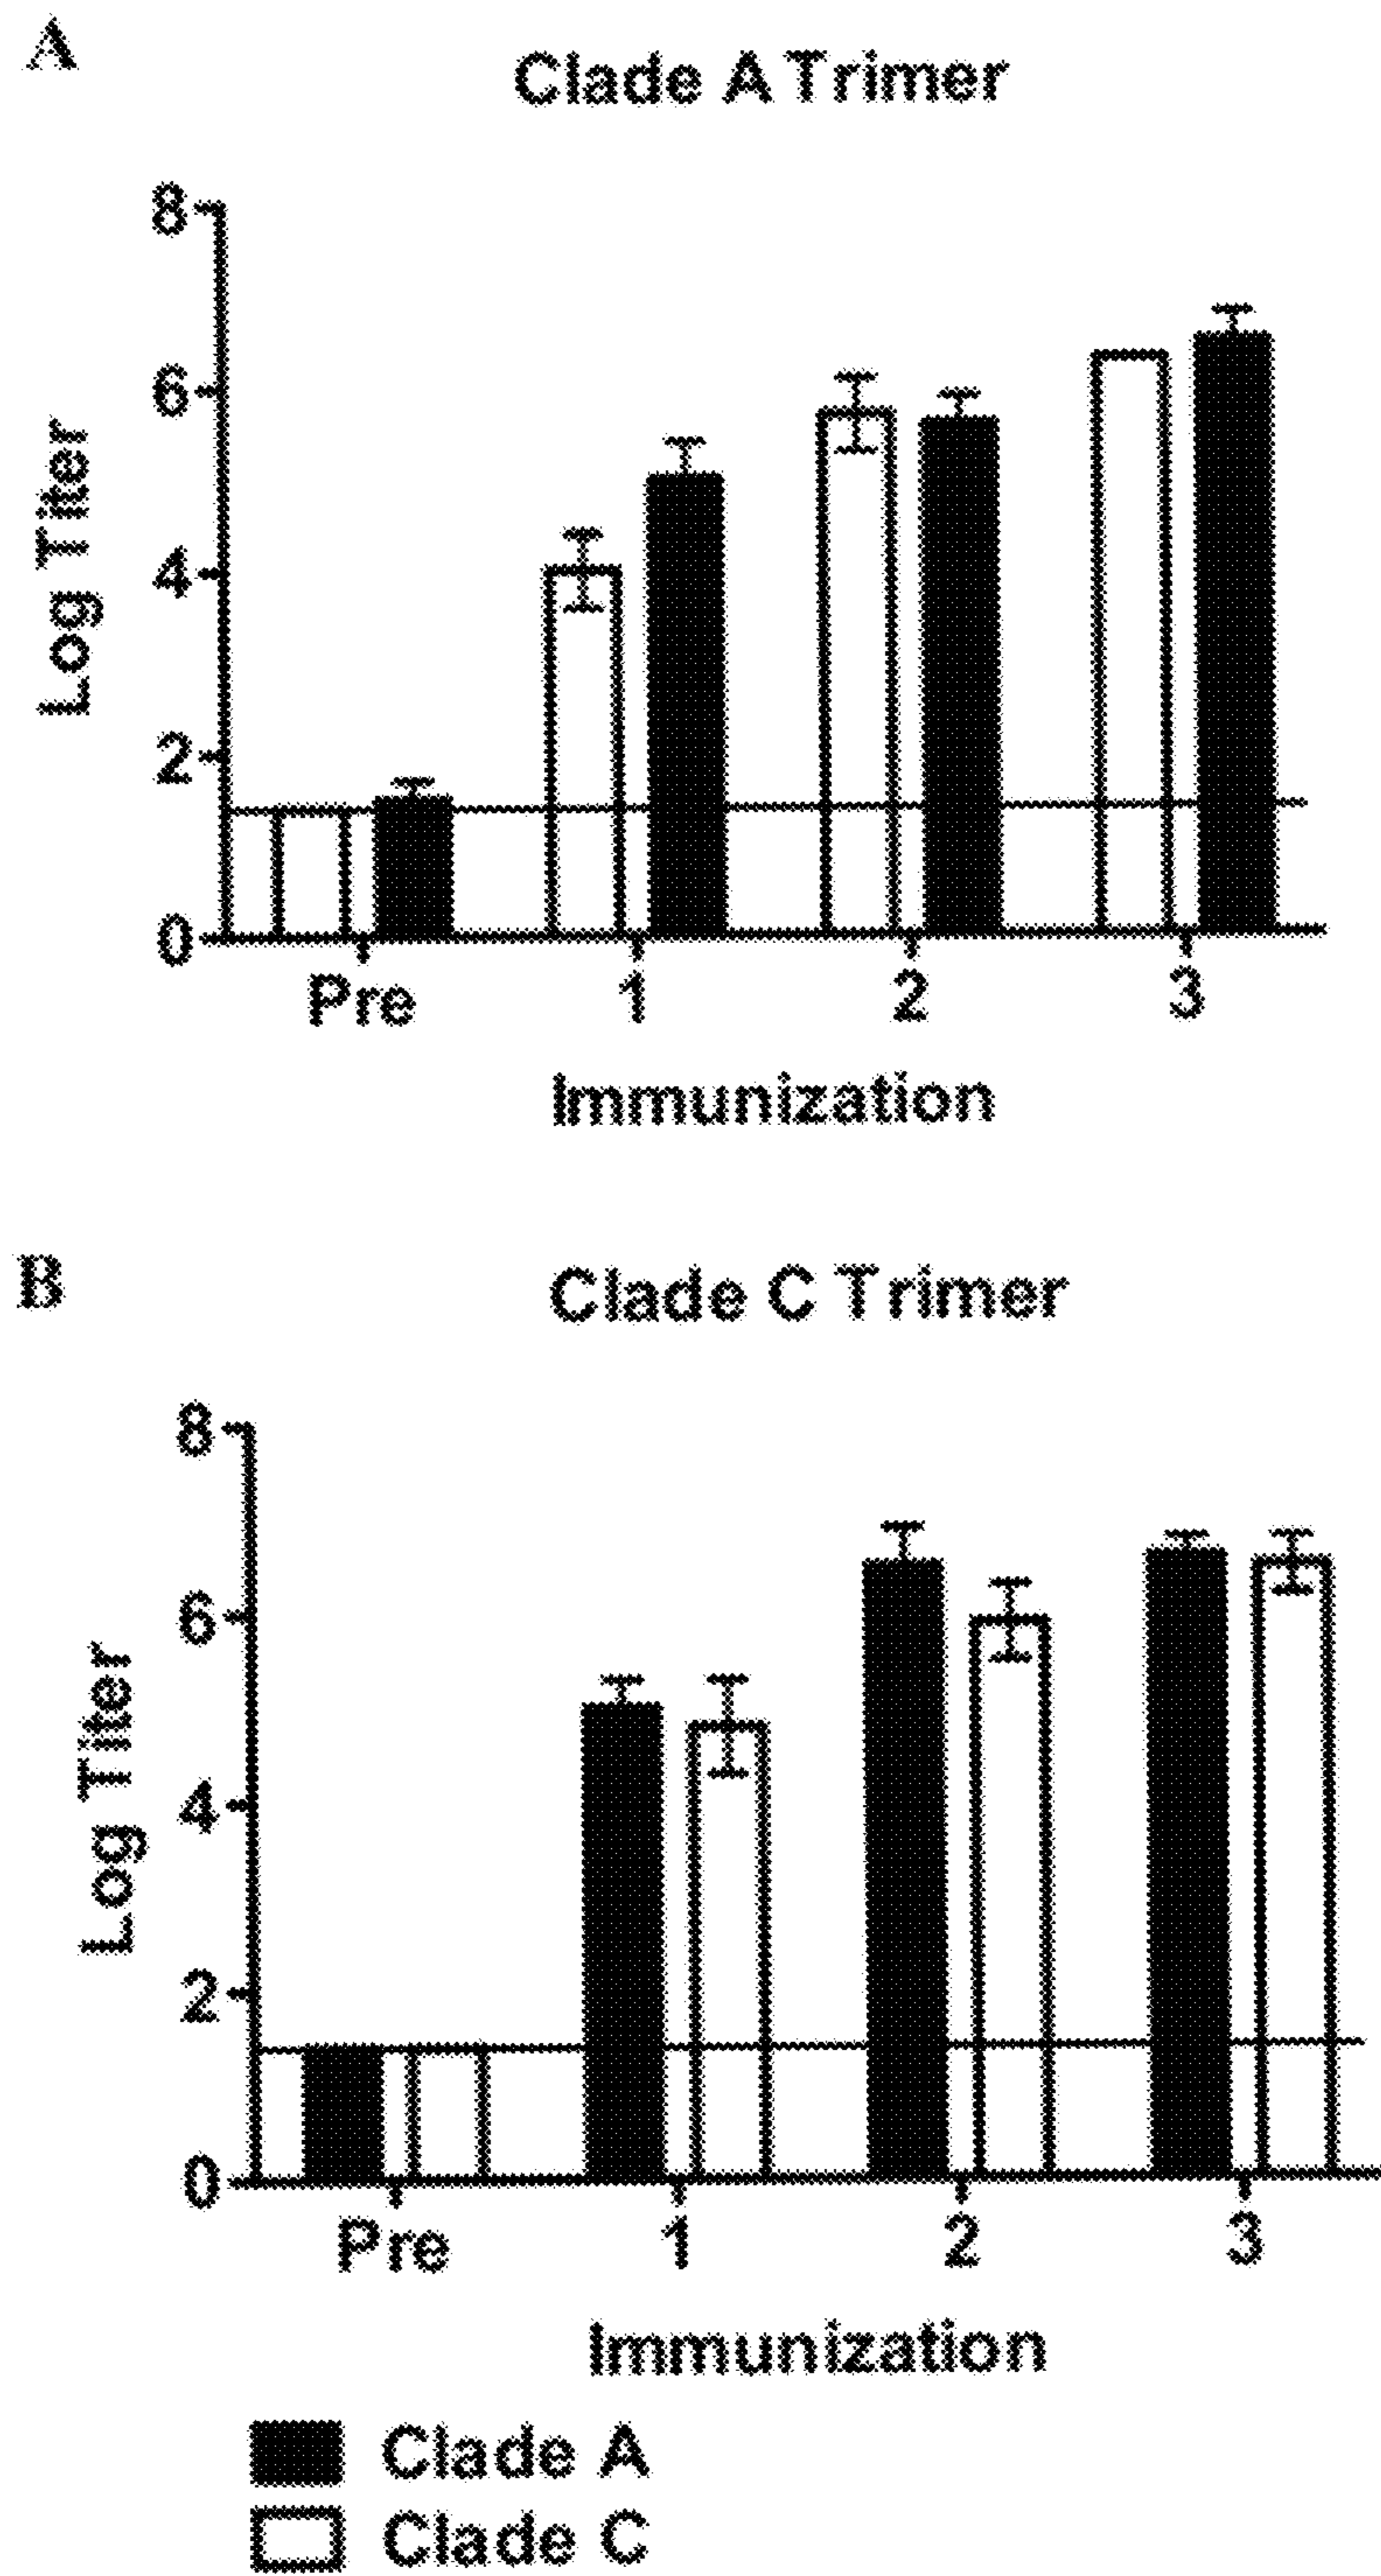 A
Clade A Trimer
8
6
4
2
0
Log Titer
Pre 1 2 3
Immunization
B
Clade C Trimer
8
6
4
2
0
Log Titer
Pre 1 2 3
Immunization
Clade A
Clade C